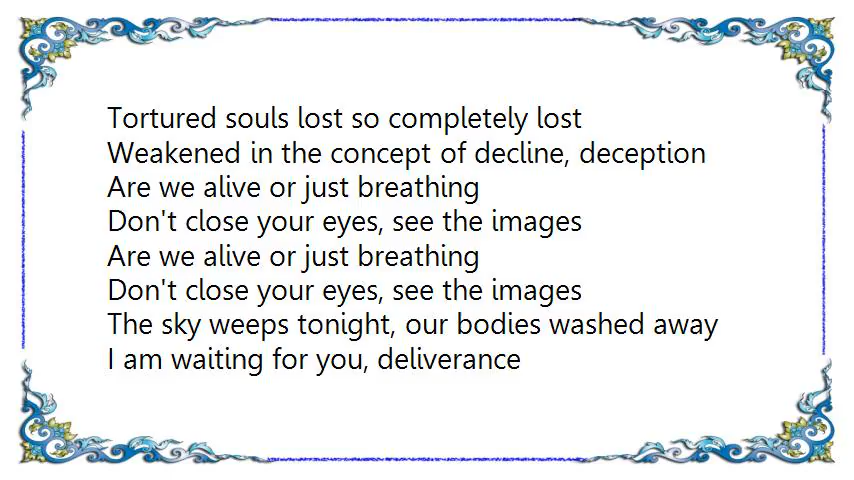 Tortured souls lost so completely lost
Weakened in the concept of decline, deception
Are we alive or just breathing
Don't close your eyes, see the images
Are we alive or just breathing
Don't close your eyes, see the images
The sky weeps tonight, our bodies washed away
I am waiting for you, deliverance